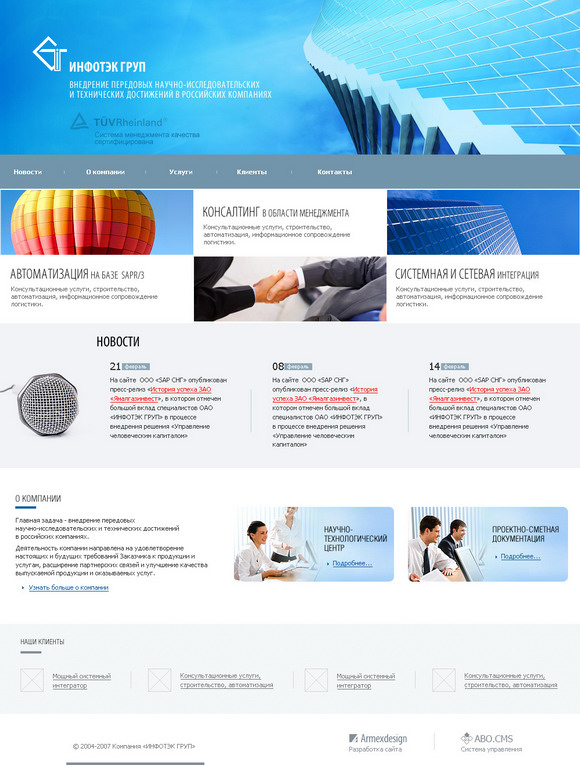 ИНФОТЭК ГРУП
ВНЕДРЕНИЕ ПЕРЕДОВЫХ НАУЧНО-ИССЛЕДОВАТЕЛЬСКИХ
И ТЕХНИЧЕСКИХ ДОСТИЖЕНИЙ В РОССИЙСКИХ КОМПАНИЯХ
TÜVRheinland®
Система менеджмента качества
сертифицирована
Новости О компании Услуги Клиенты Контакты
КОНСАЛТИНГ В ОБЛАСТИ МЕНЕДЖМЕНТА
Консультационные услуги, строительство,
автоматизация, информационное сопровождение
логистики.
АВТОМАТИЗАЦИЯ НА БАЗЕ SAPR/3
Консультационные услуги, строительство,
автоматизация, информационное сопровождение
логистики.
СИСТЕМНАЯ И СЕТЕВАЯ ИНТЕГРАЦИЯ
Консультационные услуги, строительство,
автоматизация, информационное сопровождение
логистики.
НОВОСТИ
21 февраль
На сайте ООО «SAP СНГ» опубликован
пресс-релиз «История успеха ЗАО
«Ямалгазинвест», в котором отмечен
большой вклад специалистов ОАО
«ИНФОТЭК ГРУП» в процессе
внедрения решения «Управление
человеческим капиталом»
08 февраль
На сайте ООО «SAP СНГ»
опубликован пресс-релиз «История
успеха ЗАО «Ямалгазинвест», в
котором отмечен большой вклад
специалистов ОАО «ИНФОТЭК ГРУП»
в процессе внедрения решения
«Управление человеческим
капиталом»
14 февраль
На сайте ООО «SAP СНГ» опубликован
пресс-релиз «История успеха ЗАО
«Ямалгазинвест», в котором отмечен
большой вклад специалистов ОАО
«ИНФОТЭК ГРУП» в процессе
внедрения решения «Управление
человеческим капиталом»
О КОМПАНИИ
Главная задача - внедрение передовых
научно-исследовательских и технических достижений
в российских компаниях.
Деятельность компании направлена на удовлетворение
настоящих и будущих требований Заказчика к продукции и
услугам, расширение партнерских связей и улучшение качества
выпускаемой продукции и оказываемых услуг.
Узнать больше о компании
НАУЧНО-
ТЕХНОЛОГИЧЕСКИЙ
ЦЕНТР
Подробнее...
ПРОЕКТНО-СМЕТНАЯ
ДОКУМЕНТАЦИЯ
Подробнее...
НАШИ КЛИЕНТЫ
Мощный системный
интегратор
Консультационные услуги,
строительство, автоматизация
Мощный системный
интегратор
Консультационные услуги,
строительство, автоматизация
© 2004-2007 Компания «ИНФОТЭК ГРУП»
Armexdesign
Разработка сайта
ABO.CMS
Система управления